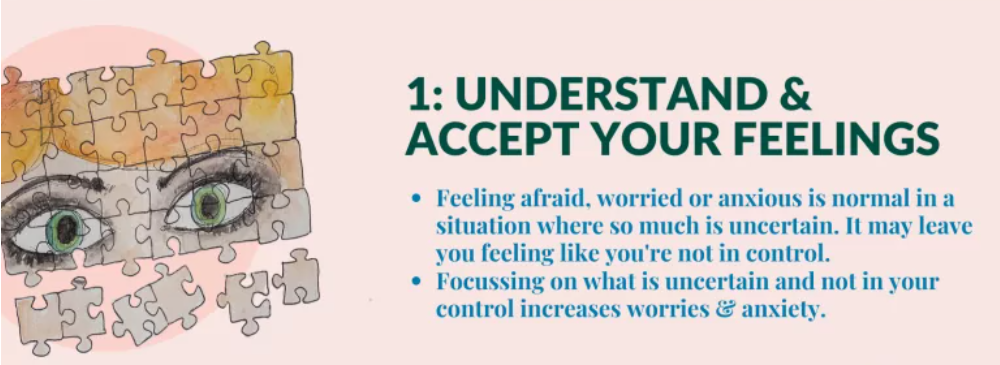 1: UNDERSTAND &
ACCEPT YOUR FEELINGS
• Feeling afraid, worried or anxious is normal in a
situation where so much is uncertain. It may leave
you feeling like you're not in control.
• Focussing on what is uncertain and not in your
control increases worries & anxiety.